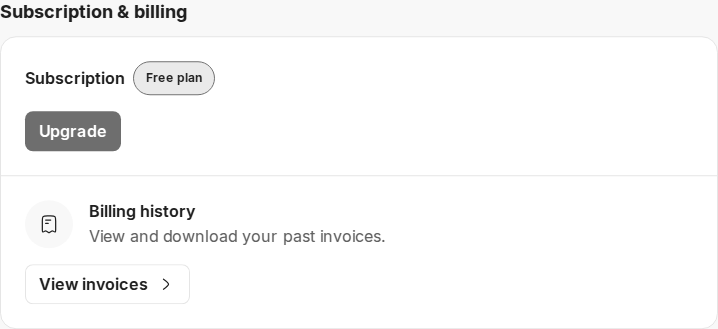 Subscription & billing
Subscription Free plan
Upgrade
Billing history
View and download your past invoices.
View invoices